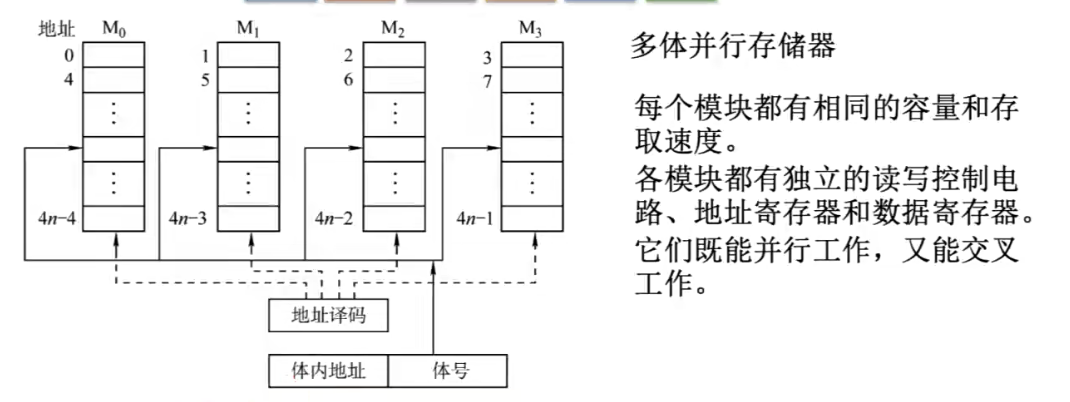 地址 M₀ M₁ M₂ M₃
0 1 2 3
4 5 6 7
⋮ ⋮ ⋮ ⋮
⋮ ⋮ ⋮ ⋮
4n−4 4n−3 4n−2 4n−1
地址译码
体内地址 体号
多体并行存储器
每个模块都有相同的容量和存
取速度。
各模块都有独立的读写控制电
路、地址寄存器和数据寄存器。
它们既能并行工作，又能交叉
工作。